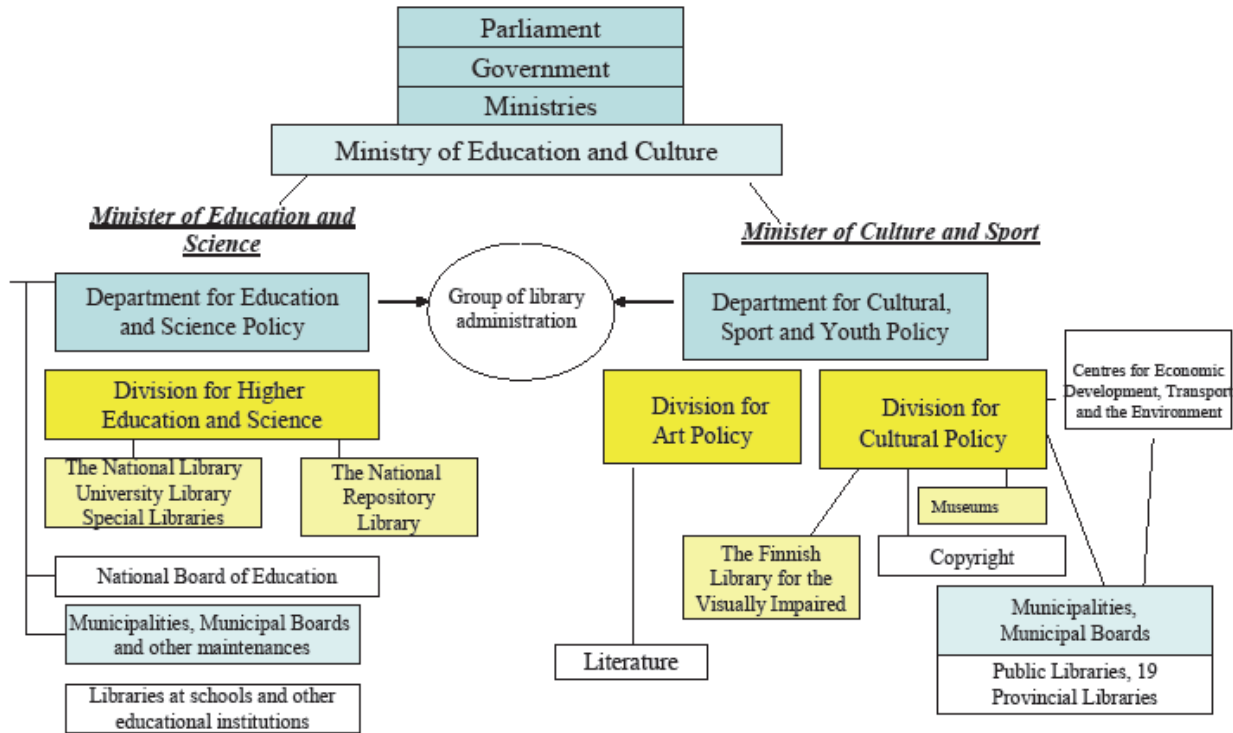 Parliament
Government
Ministries
Ministry of Education and Culture
Minister of Education and
Science
Minister of Culture and Sport
Department for Education
and Science Policy
Group of library
administration
Department for Cultural,
Sport and Youth Policy
Centres for Economic
Development, Transport
and the Environment
Division for Higher
Education and Science
Division for
Art Policy
Division for
Cultural Policy
The National Library
University Library
Special Libraries
The National
Repository
Library
Museums
Copyright
The Finnish
Library for the
Visually Impaired
National Board of Education
Municipalities, Municipal Boards
and other maintenances
Libraries at schools and other
educational institutions
Literature
Municipalities,
Municipal Boards
Public Libraries, 19
Provincial Libraries